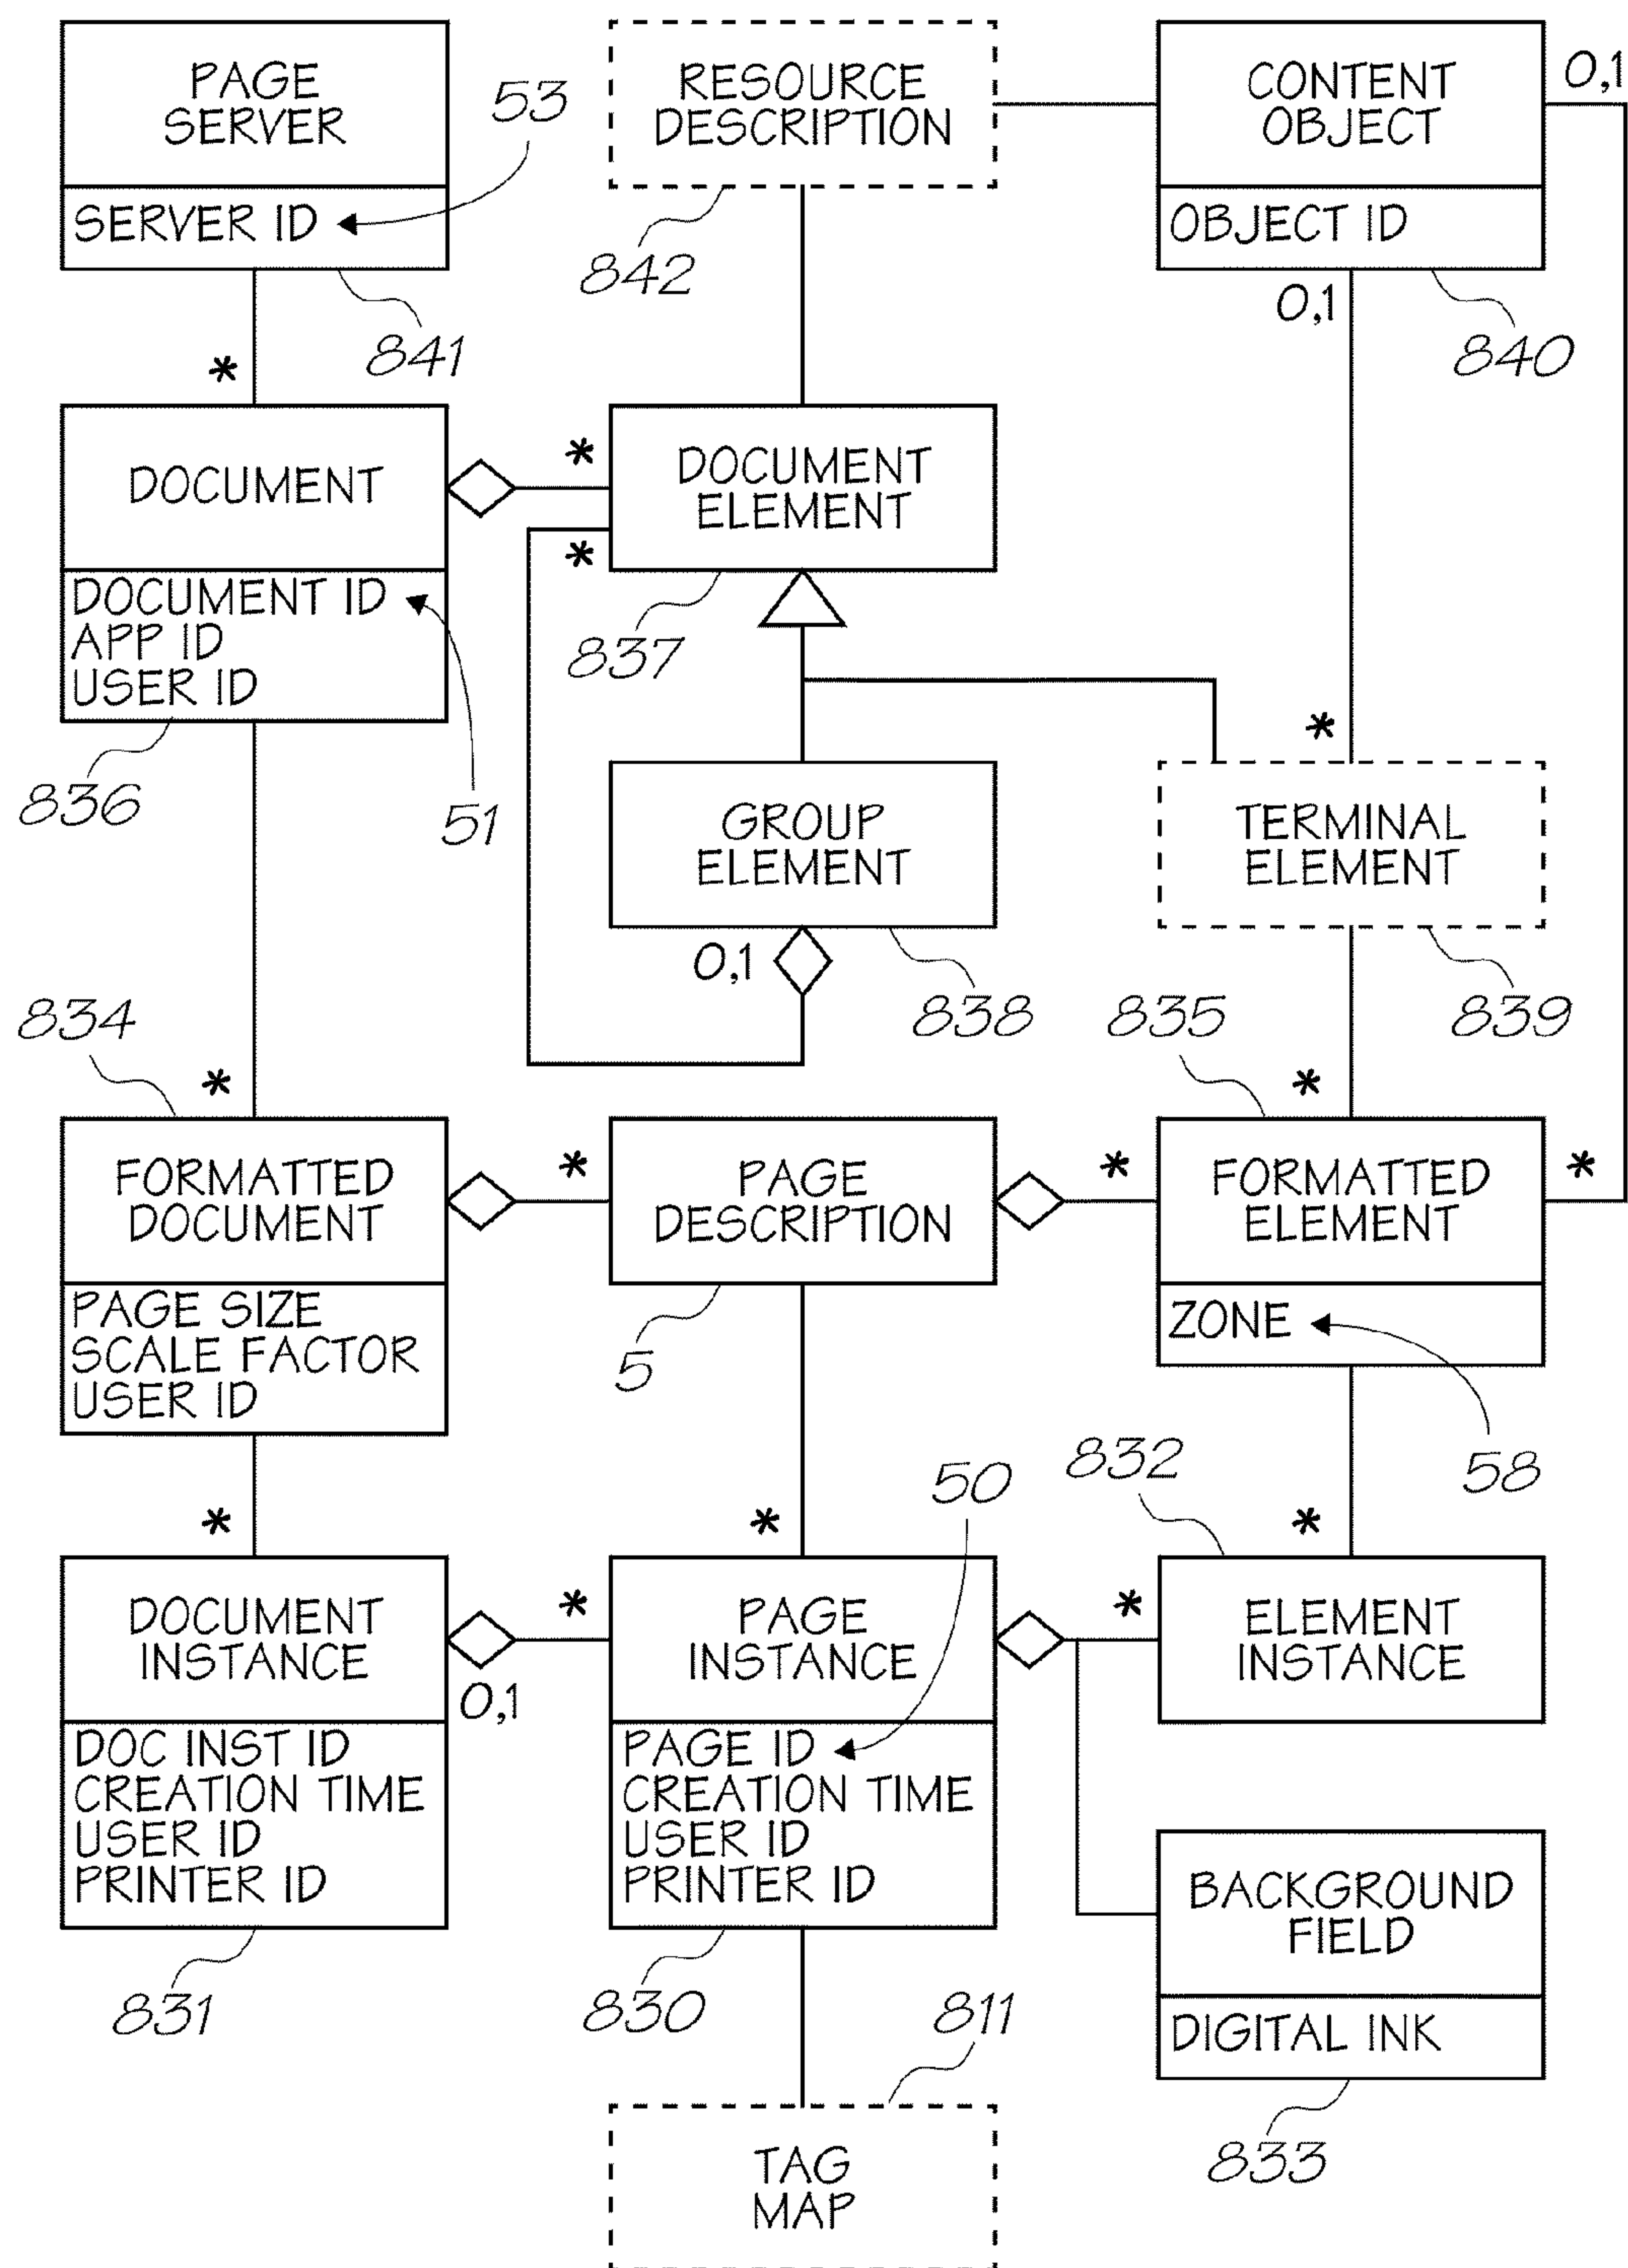 PAGE
SERVER
SERVER ID
53
841
RESOURCE
DESCRIPTION
842
CONTENT
OBJECT
OBJECT ID
0,1
0,1
840
*
DOCUMENT
DOCUMENT ID
APP ID
USER ID
836
51
*
*
DOCUMENT
ELEMENT
837
GROUP
ELEMENT
0,1
838
*
TERMINAL
ELEMENT
839
834
*
FORMATTED
DOCUMENT
PAGE SIZE
SCALE FACTOR
USER ID
*
PAGE
DESCRIPTION
5
835
*
*
*
FORMATTED
ELEMENT
ZONE
58
*
DOCUMENT
INSTANCE
0,1
DOC INST ID
CREATION TIME
USER ID
PRINTER ID
831
*
*
50
PAGE
INSTANCE
PAGE ID
CREATION TIME
USER ID
PRINTER ID
830
832
*
*
ELEMENT
INSTANCE
BACKGROUND
FIELD
DIGITAL INK
833
811
TAG
MAP